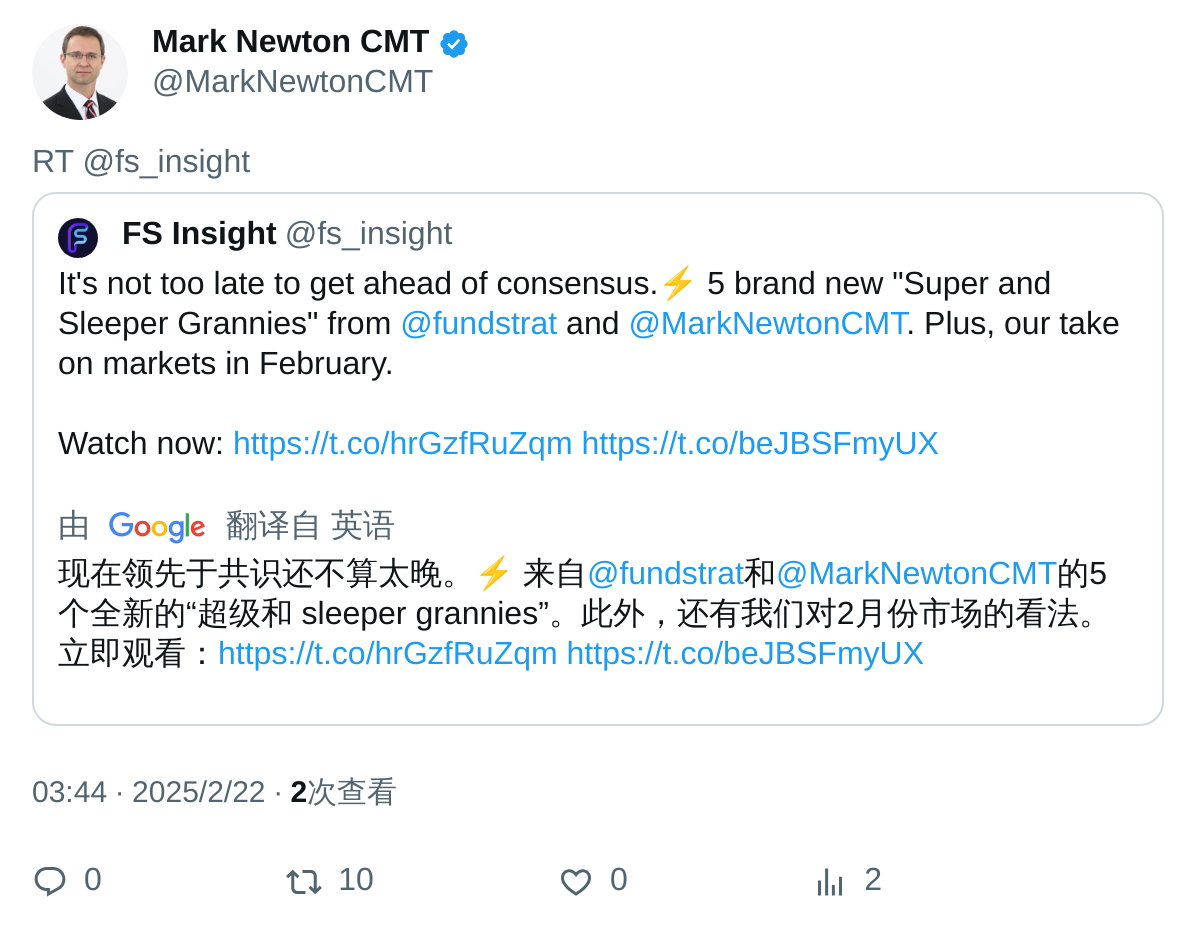 Mark Newton CMT
@MarkNewtonCMT
RT @fs_insight
FS Insight @fs_insight
It's not too late to get ahead of consensus.⚡ 5 brand new "Super and
Sleeper Grannies" from @fundstrat and @MarkNewtonCMT. Plus, our take
on markets in February.
Watch now: https://t.co/hrGzfRuZqm https://t.co/beJBSFmyUX
由 Google 翻译自 英语
现在领先于共识还不算太晚。⚡ 来自@fundstrat和@MarkNewtonCMT的5
个全新的“超级和 sleeper grannies”。此外，还有我们对2月份市场的看法。
立即观看：https://t.co/hrGzfRuZqm https://t.co/beJBSFmyUX
03:44 · 2025/2/22 · 2次查看
0 10 0 2